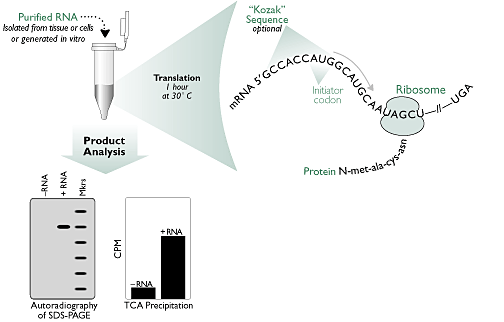 Purified RNA
Isolated from tissue or cells
or generated in vitro
"Kozak"
Sequence
optional
Translation
1 hour
at 30° C
mRNA 5'GCCACCAUGGCAUGCAAUAGCU—//—UGA
Initiator
codon
Ribosome
Protein N-met-ala-cys-asn
Product
Analysis
–RNA
+ RNA
Mkrs
CPM
–RNA
+RNA
Autoradiography
of SDS-PAGE
TCA Precipitation